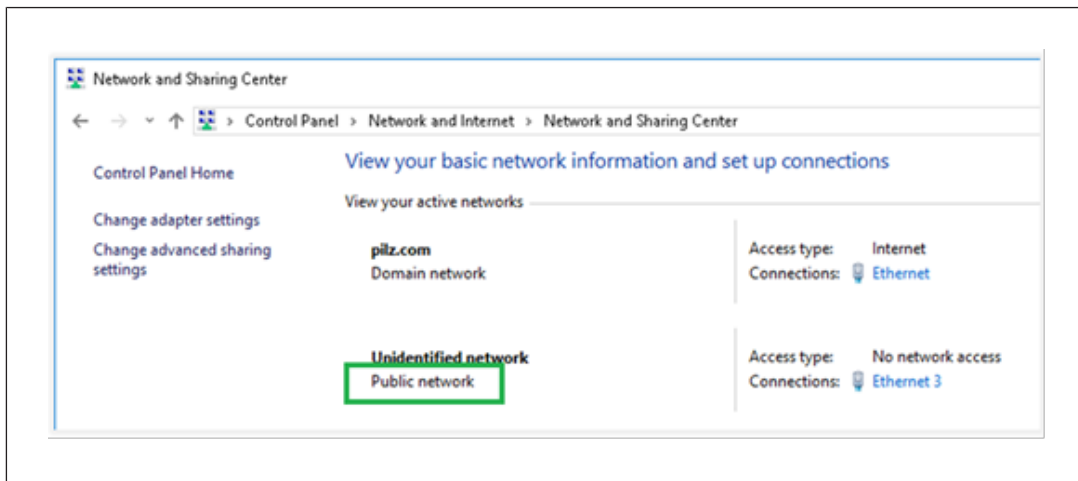 Network and Sharing Center
Control Panel > Network and Internet > Network and Sharing Center
Control Panel Home
Change adapter settings
Change advanced sharing
settings
View your basic network information and set up connections
View your active networks
pilz.com
Domain network
Access type: Internet
Connections: Ethernet
Unidentified network
Public network
Access type: No network access
Connections: Ethernet 3